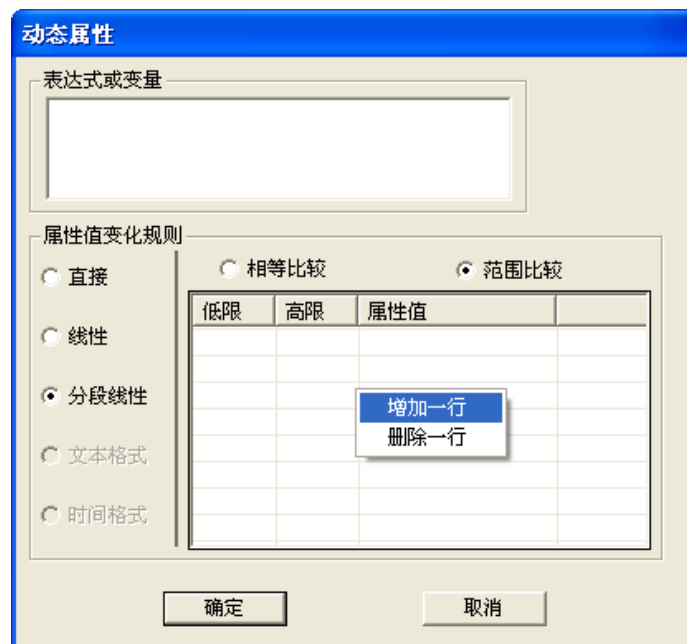 动态属性
表达式或变量
属性值变化规则
直接
线性
分段线性
文本格式
时间格式
相等比较 范围比较
低限 高限 属性值
增加一行
删除一行
确定 取消